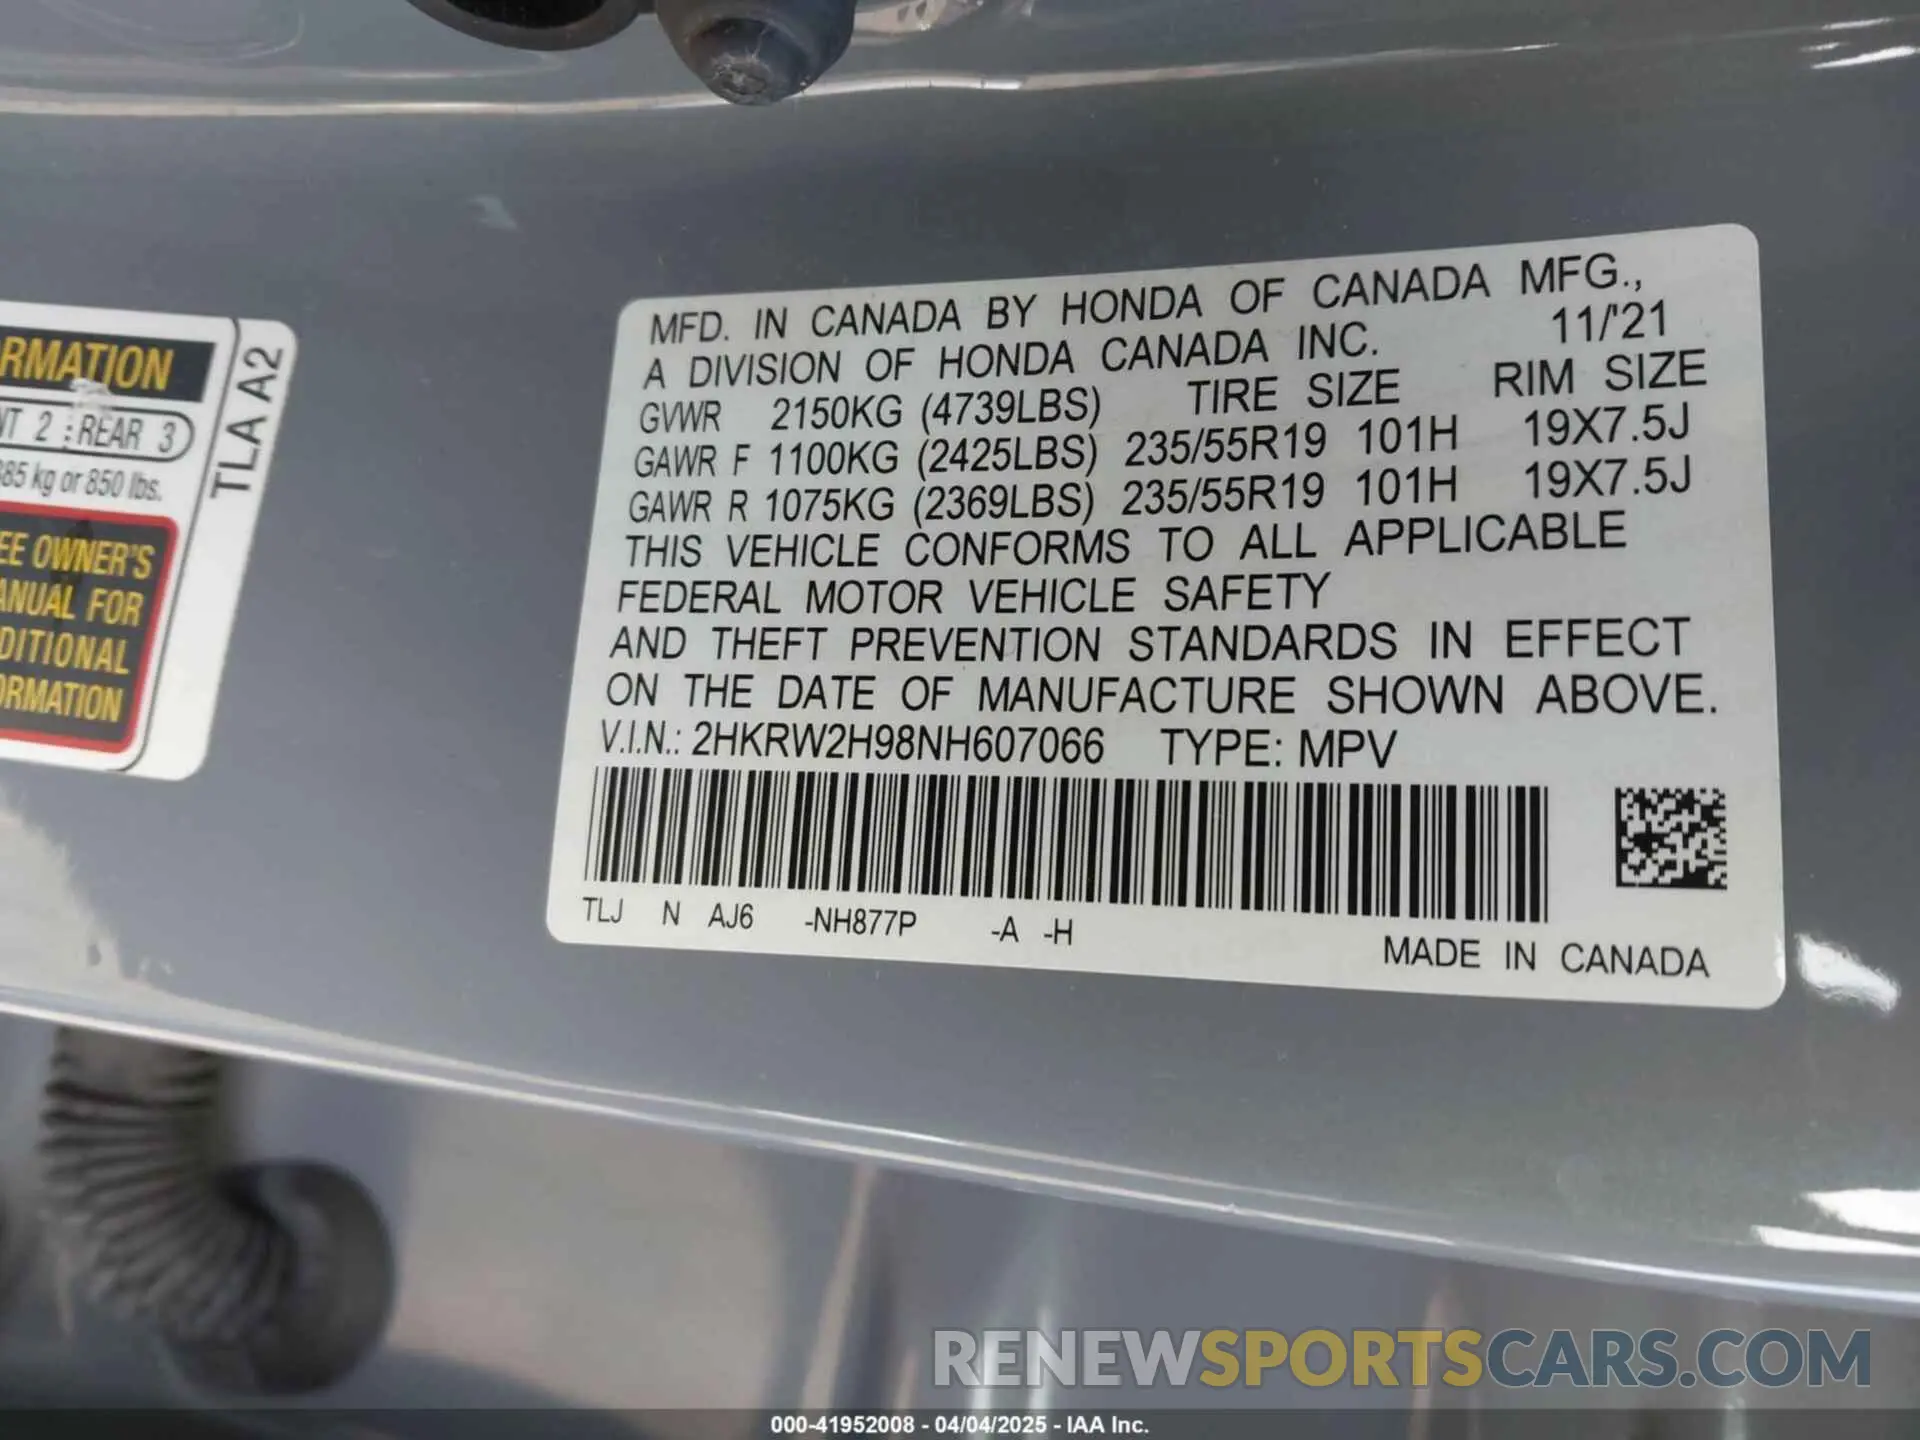 RMATION
NT 2 REAR 3
385 kg or 850 lbs.
EE OWNER'S
ANUAL FOR
DITIONAL
ORMATION
TLA A2
MFD. IN CANADA BY HONDA OF CANADA MFG.,
A DIVISION OF HONDA CANADA INC. 11/'21
GVWR 2150KG (4739LBS) TIRE SIZE RIM SIZE
GAWR F 1100KG (2425LBS) 235/55R19 101H 19X7.5J
GAWR R 1075KG (2369LBS) 235/55R19 101H 19X7.5J
THIS VEHICLE CONFORMS TO ALL APPLICABLE
FEDERAL MOTOR VEHICLE SAFETY
AND THEFT PREVENTION STANDARDS IN EFFECT
ON THE DATE OF MANUFACTURE SHOWN ABOVE.
V.I.N.: 2HKRW2H98NH607066 TYPE: MPV
TLJ N AJ6 -NH877P -A -H
MADE IN CANADA
RENEWSPORTSCARS.COM
000-41952008 - 04/04/2025 - IAA Inc.